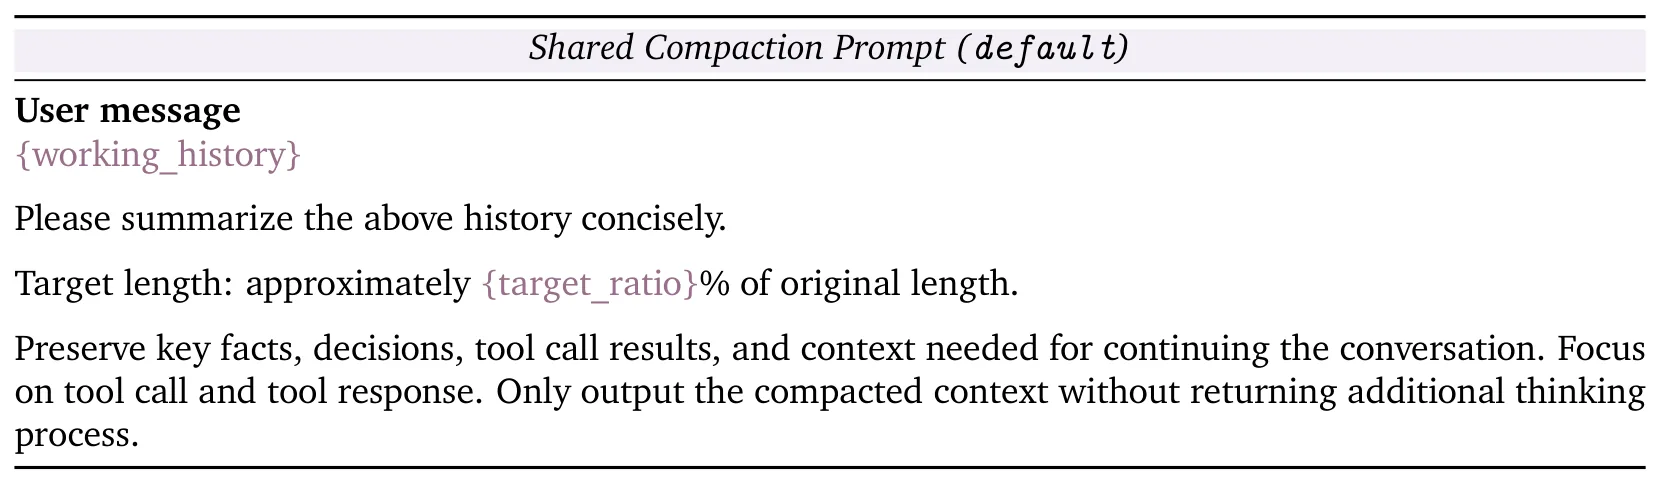 Shared Compaction Prompt (default)
User message
{working_history}
Please summarize the above history concisely.
Target length: approximately {target_ratio}% of original length.
Preserve key facts, decisions, tool call results, and context needed for continuing the conversation. Focus
on tool call and tool response. Only output the compacted context without returning additional thinking
process.